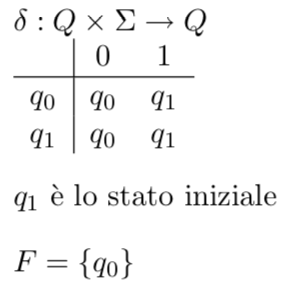 δ : Q × Σ → Q
0 1
q₀ q₀ q₁
q₁ q₀ q₁
q₁ è lo stato iniziale
F = {q₀}